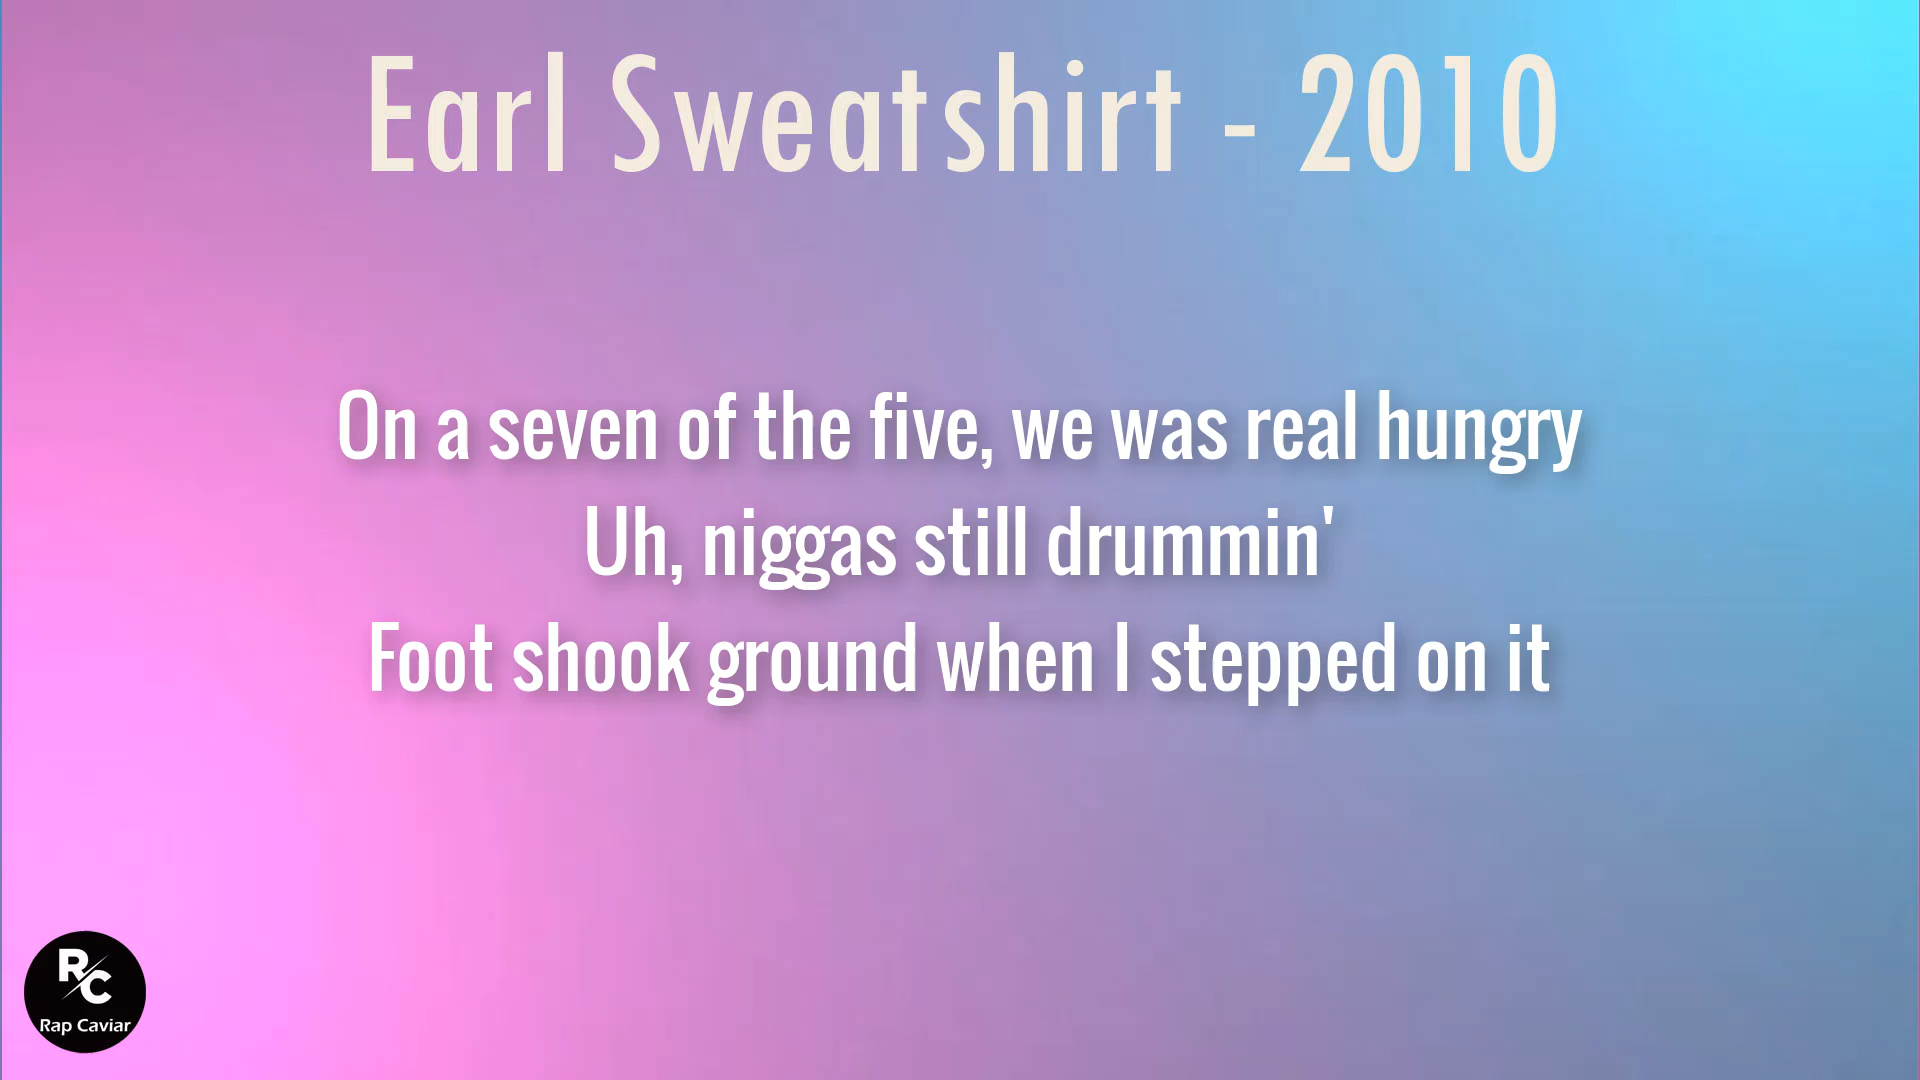 Earl Sweatshirt - 2010
On a seven of the five, we was real hungry
Uh, niggas still drummin'
Foot shook ground when I stepped on it
R/C
Rap Caviar